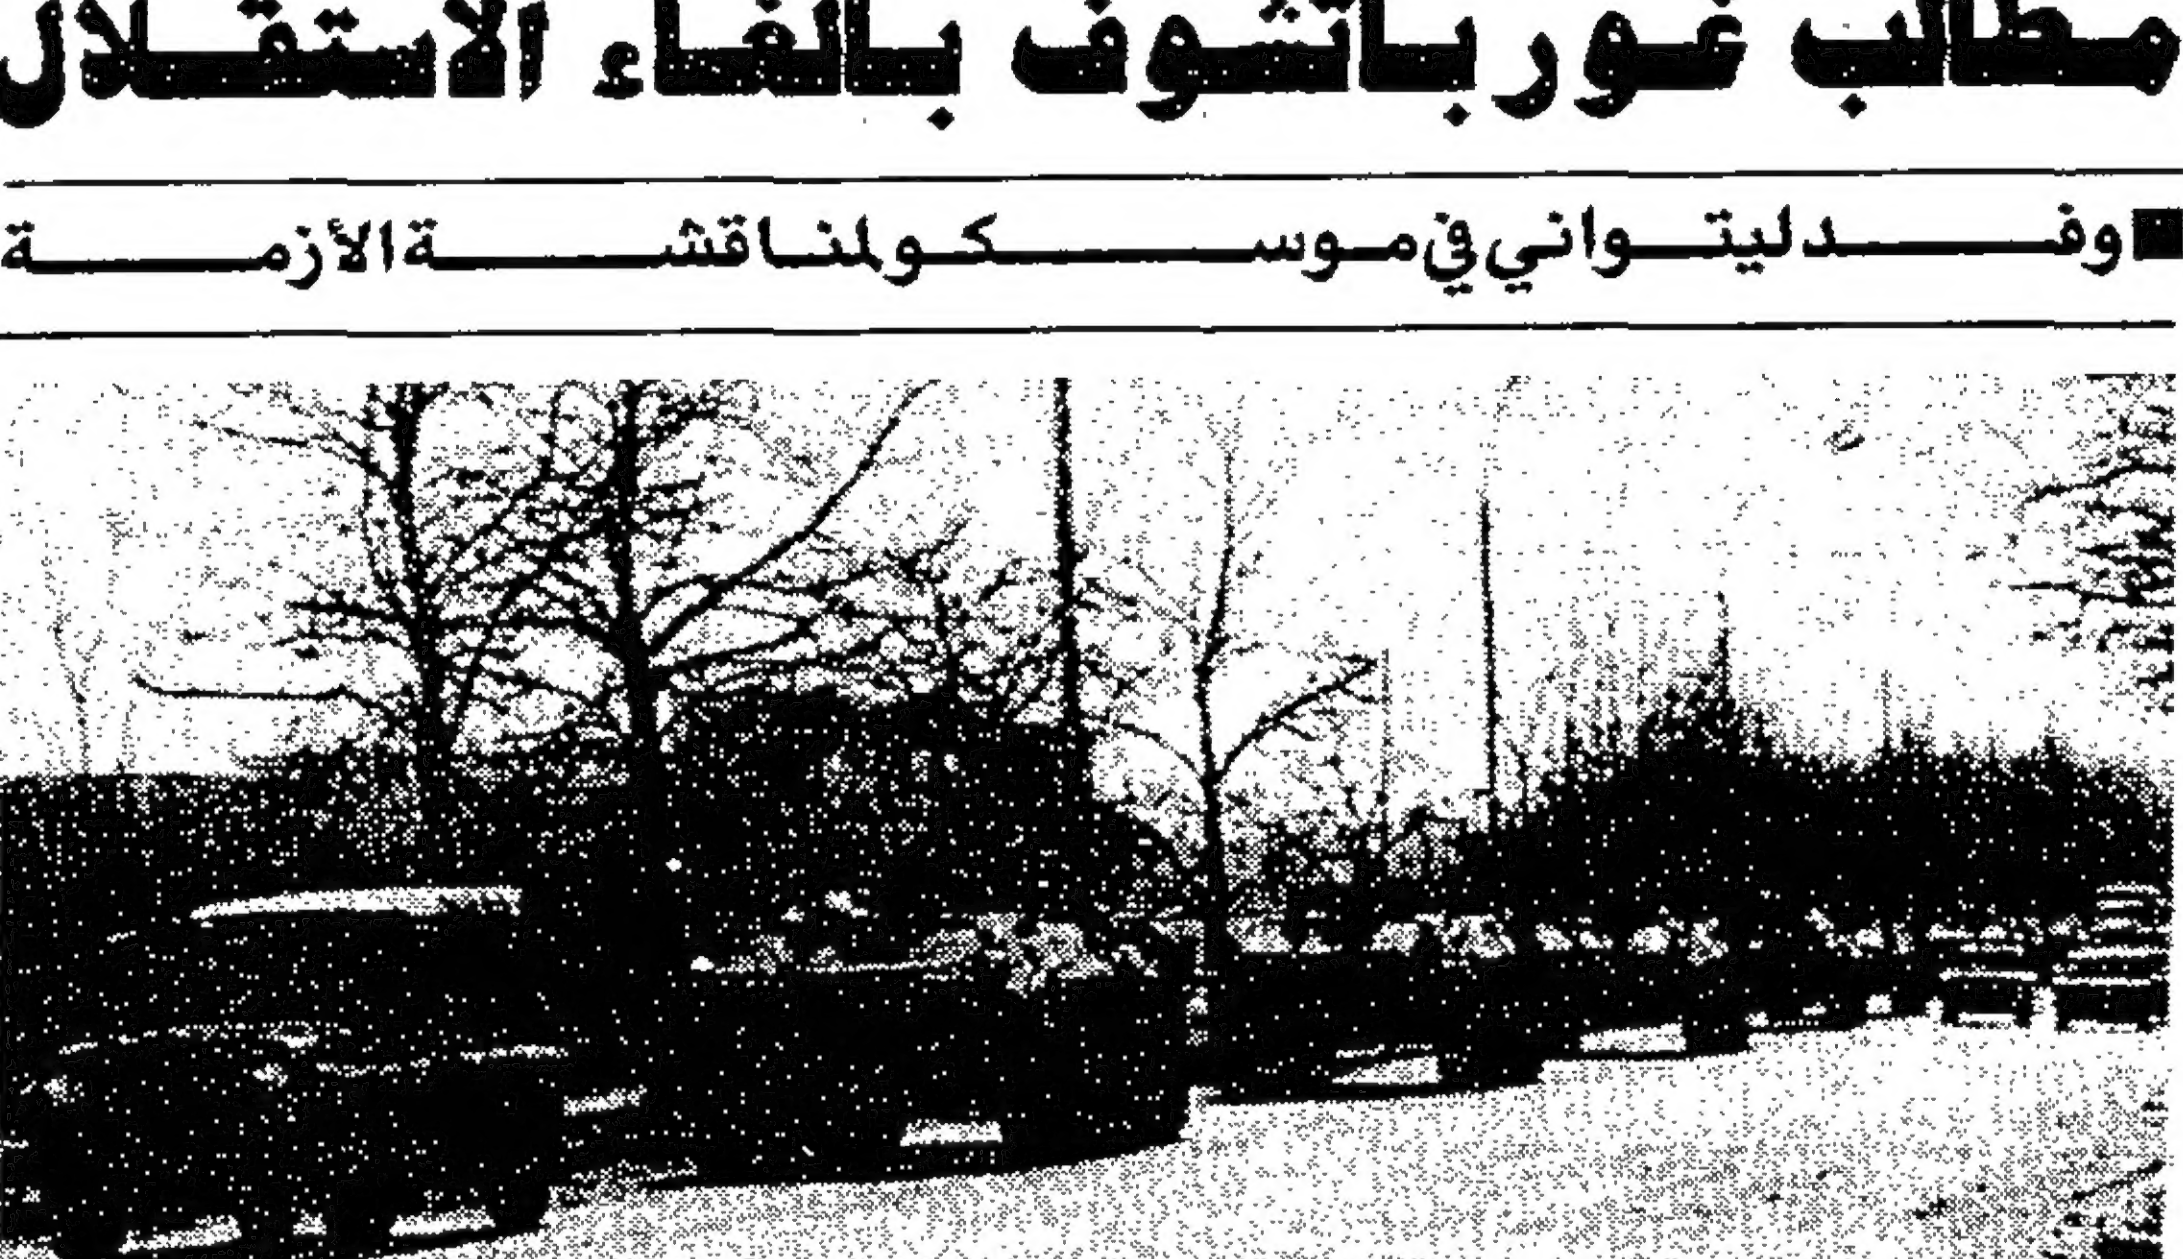 مطالب غورباتشوف بالغاء الاستقلال
وفد ليتواني في موسكو لمناقشة الأزمة